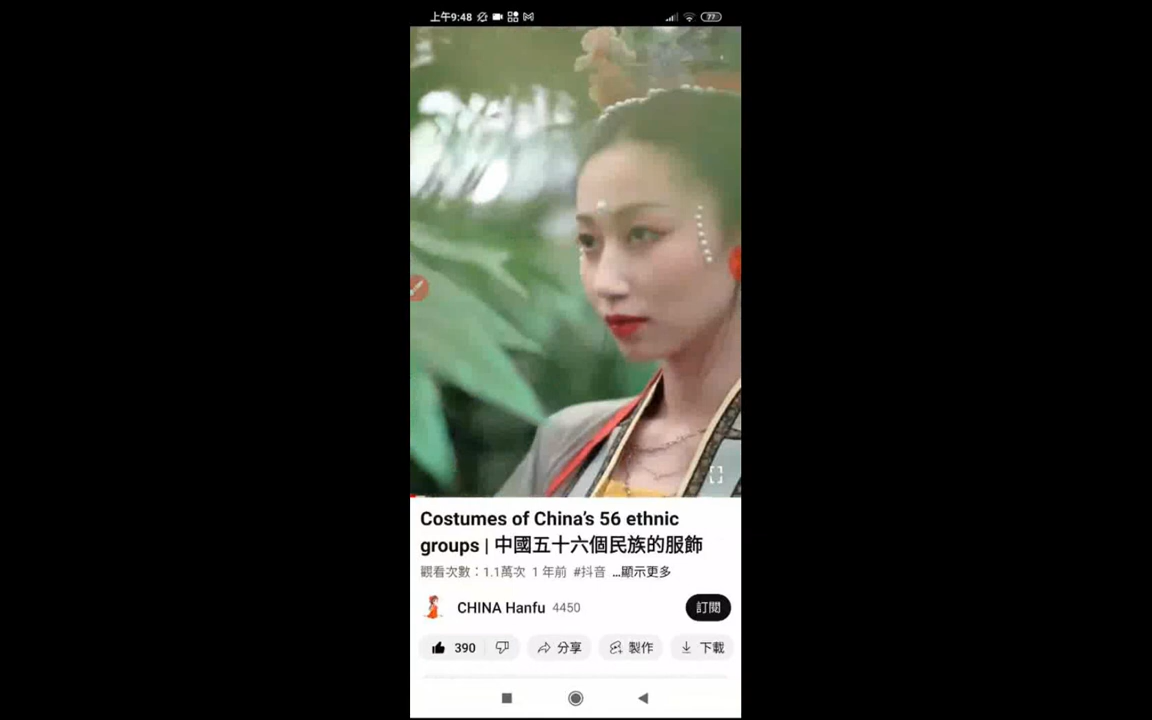 上午9:48
77
Costumes of China's 56 ethnic
groups | 中國五十六個民族的服飾
觀看次數：1.1萬次 1 年前 #抖音 ...顯示更多
CHINA Hanfu 4450 訂閱
390 分享 製作 下載